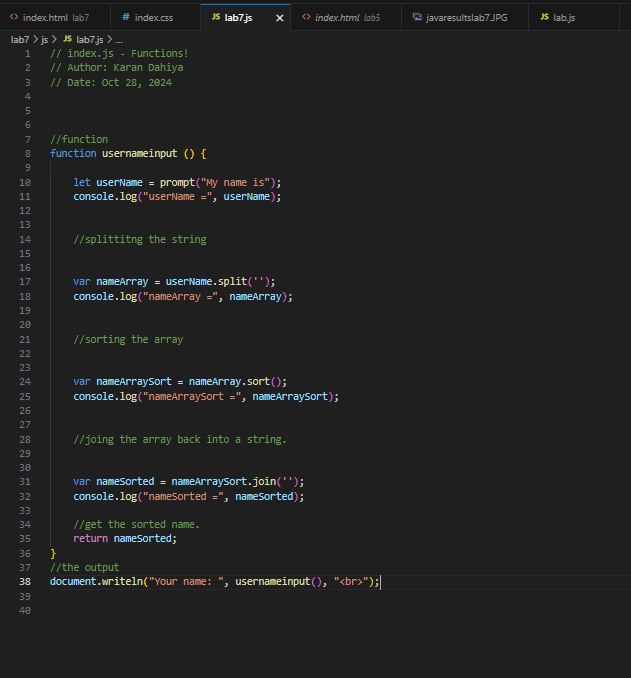 index.html lab7 index.css lab7.js index.html lab5 javaresultslab7.JPG lab.js
lab7 > js > lab7.js > ...
1 // index.js - Functions!
2 // Author: Karan Dahiya
3 // Date: Oct 28, 2024
4
5
6
7 //function
8 function usernameinput () {
9
10 let userName = prompt("My name is");
11 console.log("userName =", userName);
12
13
14 //splittitng the string
15
16
17 var nameArray = userName.split('');
18 console.log("nameArray =", nameArray);
19
20
21 //sorting the array
22
23
24 var nameArraySort = nameArray.sort();
25 console.log("nameArraySort =", nameArraySort);
26
27
28 //joing the array back into a string.
29
30
31 var nameSorted = nameArraySort.join('');
32 console.log("nameSorted =", nameSorted);
33
34 //get the sorted name.
35 return nameSorted;
36 }
37 //the output
38 document.writeln("Your name: ", usernameinput(), "<br>");
39
40